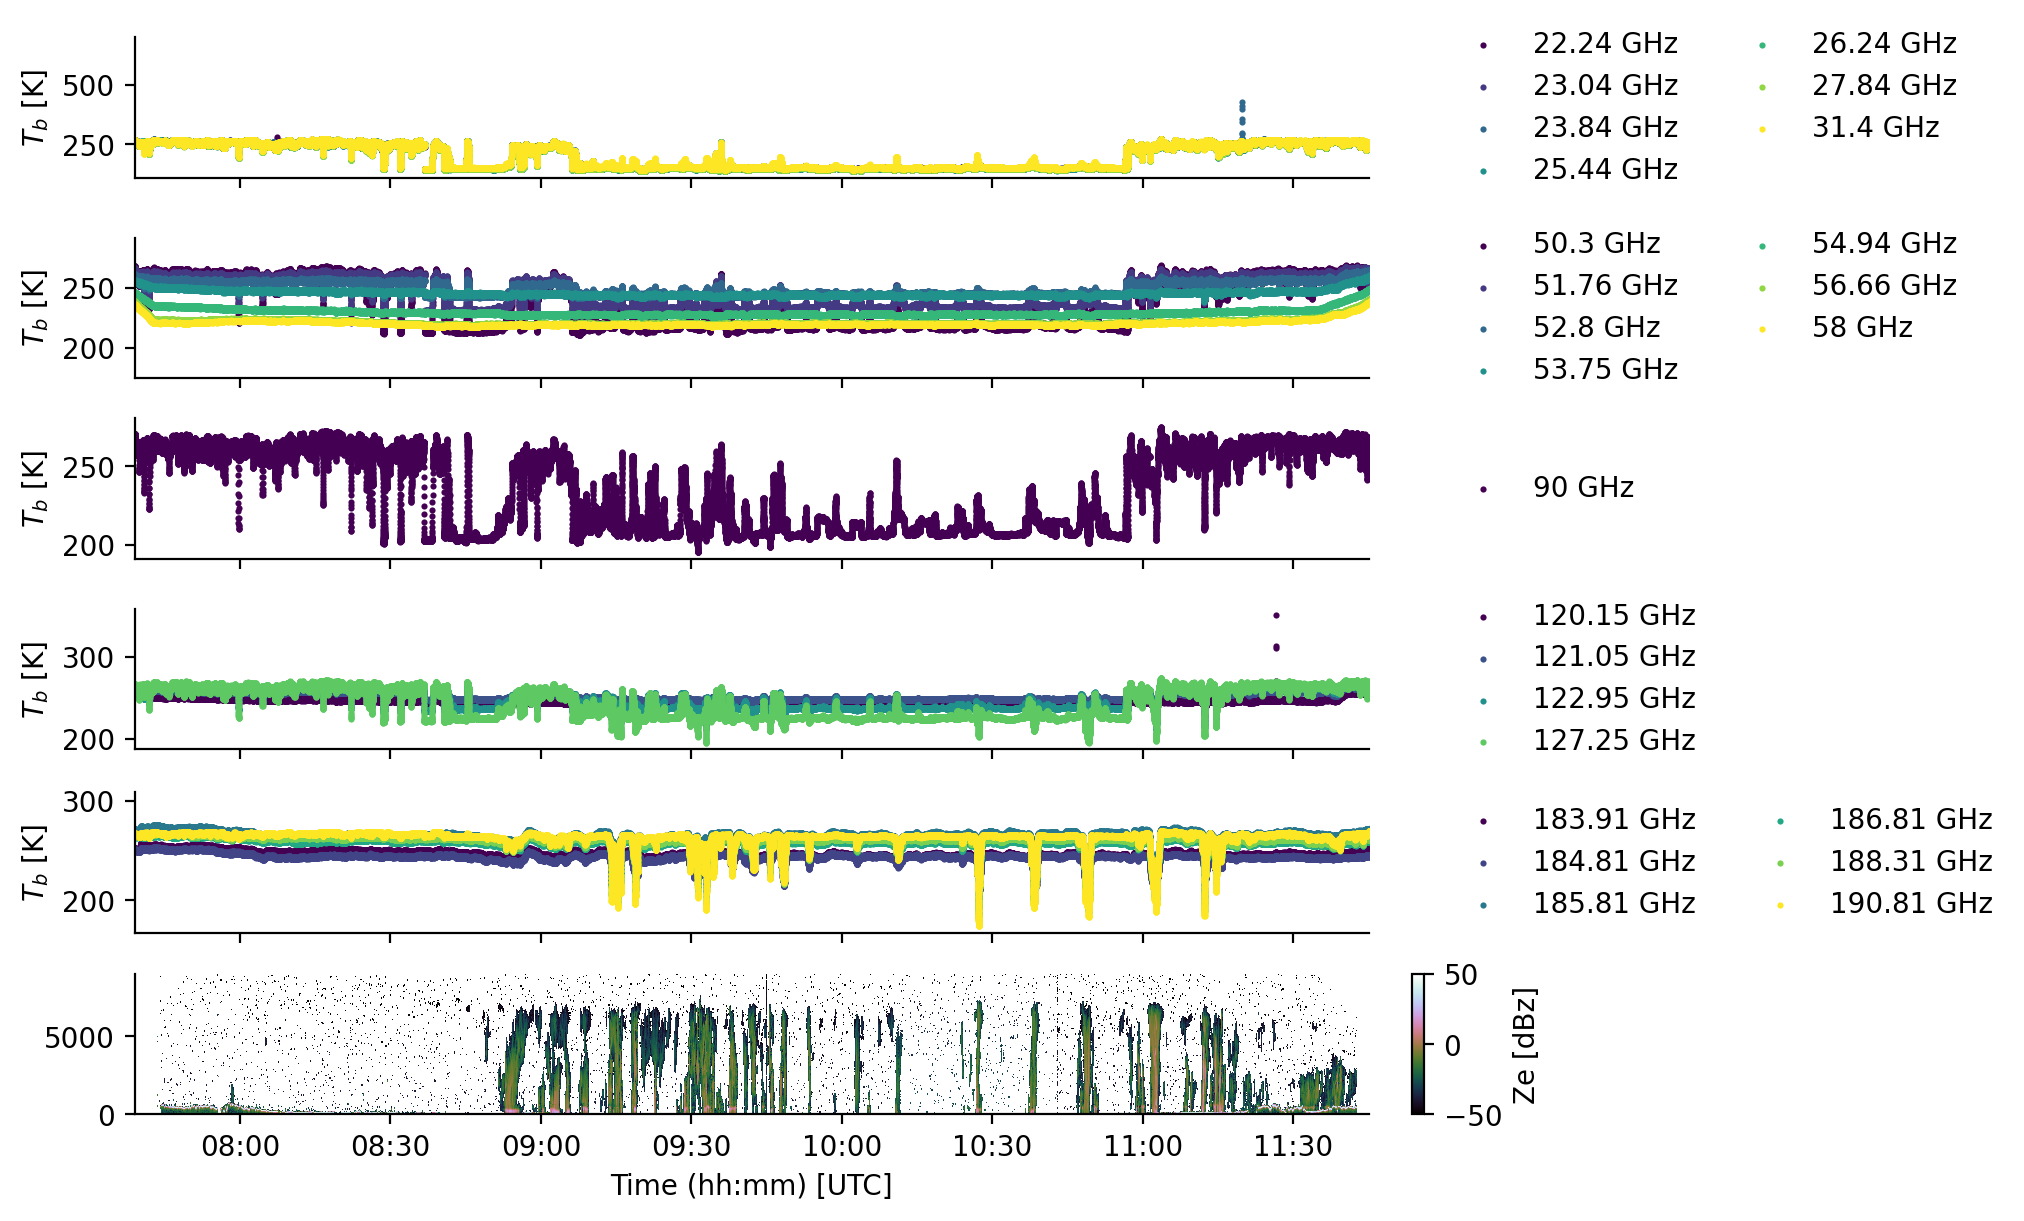 T_b [K]
500
250
22.24 GHz
23.04 GHz
23.84 GHz
25.44 GHz
26.24 GHz
27.84 GHz
31.4 GHz
T_b [K]
250
200
50.3 GHz
51.76 GHz
52.8 GHz
53.75 GHz
54.94 GHz
56.66 GHz
58 GHz
T_b [K]
250
200
90 GHz
T_b [K]
300
200
120.15 GHz
121.05 GHz
122.95 GHz
127.25 GHz
T_b [K]
300
200
183.91 GHz
184.81 GHz
185.81 GHz
186.81 GHz
188.31 GHz
190.81 GHz
5000
0
50
0
−50
Ze [dBz]
08:00 08:30 09:00 09:30 10:00 10:30 11:00 11:30
Time (hh:mm) [UTC]